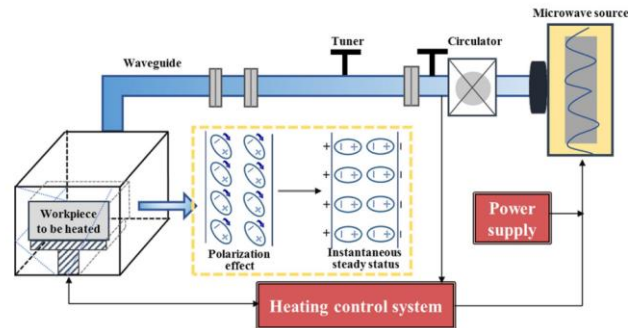 Microwave source
Tuner
Circulator
Waveguide
Workpiece
to be heated
Polarization
effect
Instantaneous
steady status
Power
supply
Heating control system